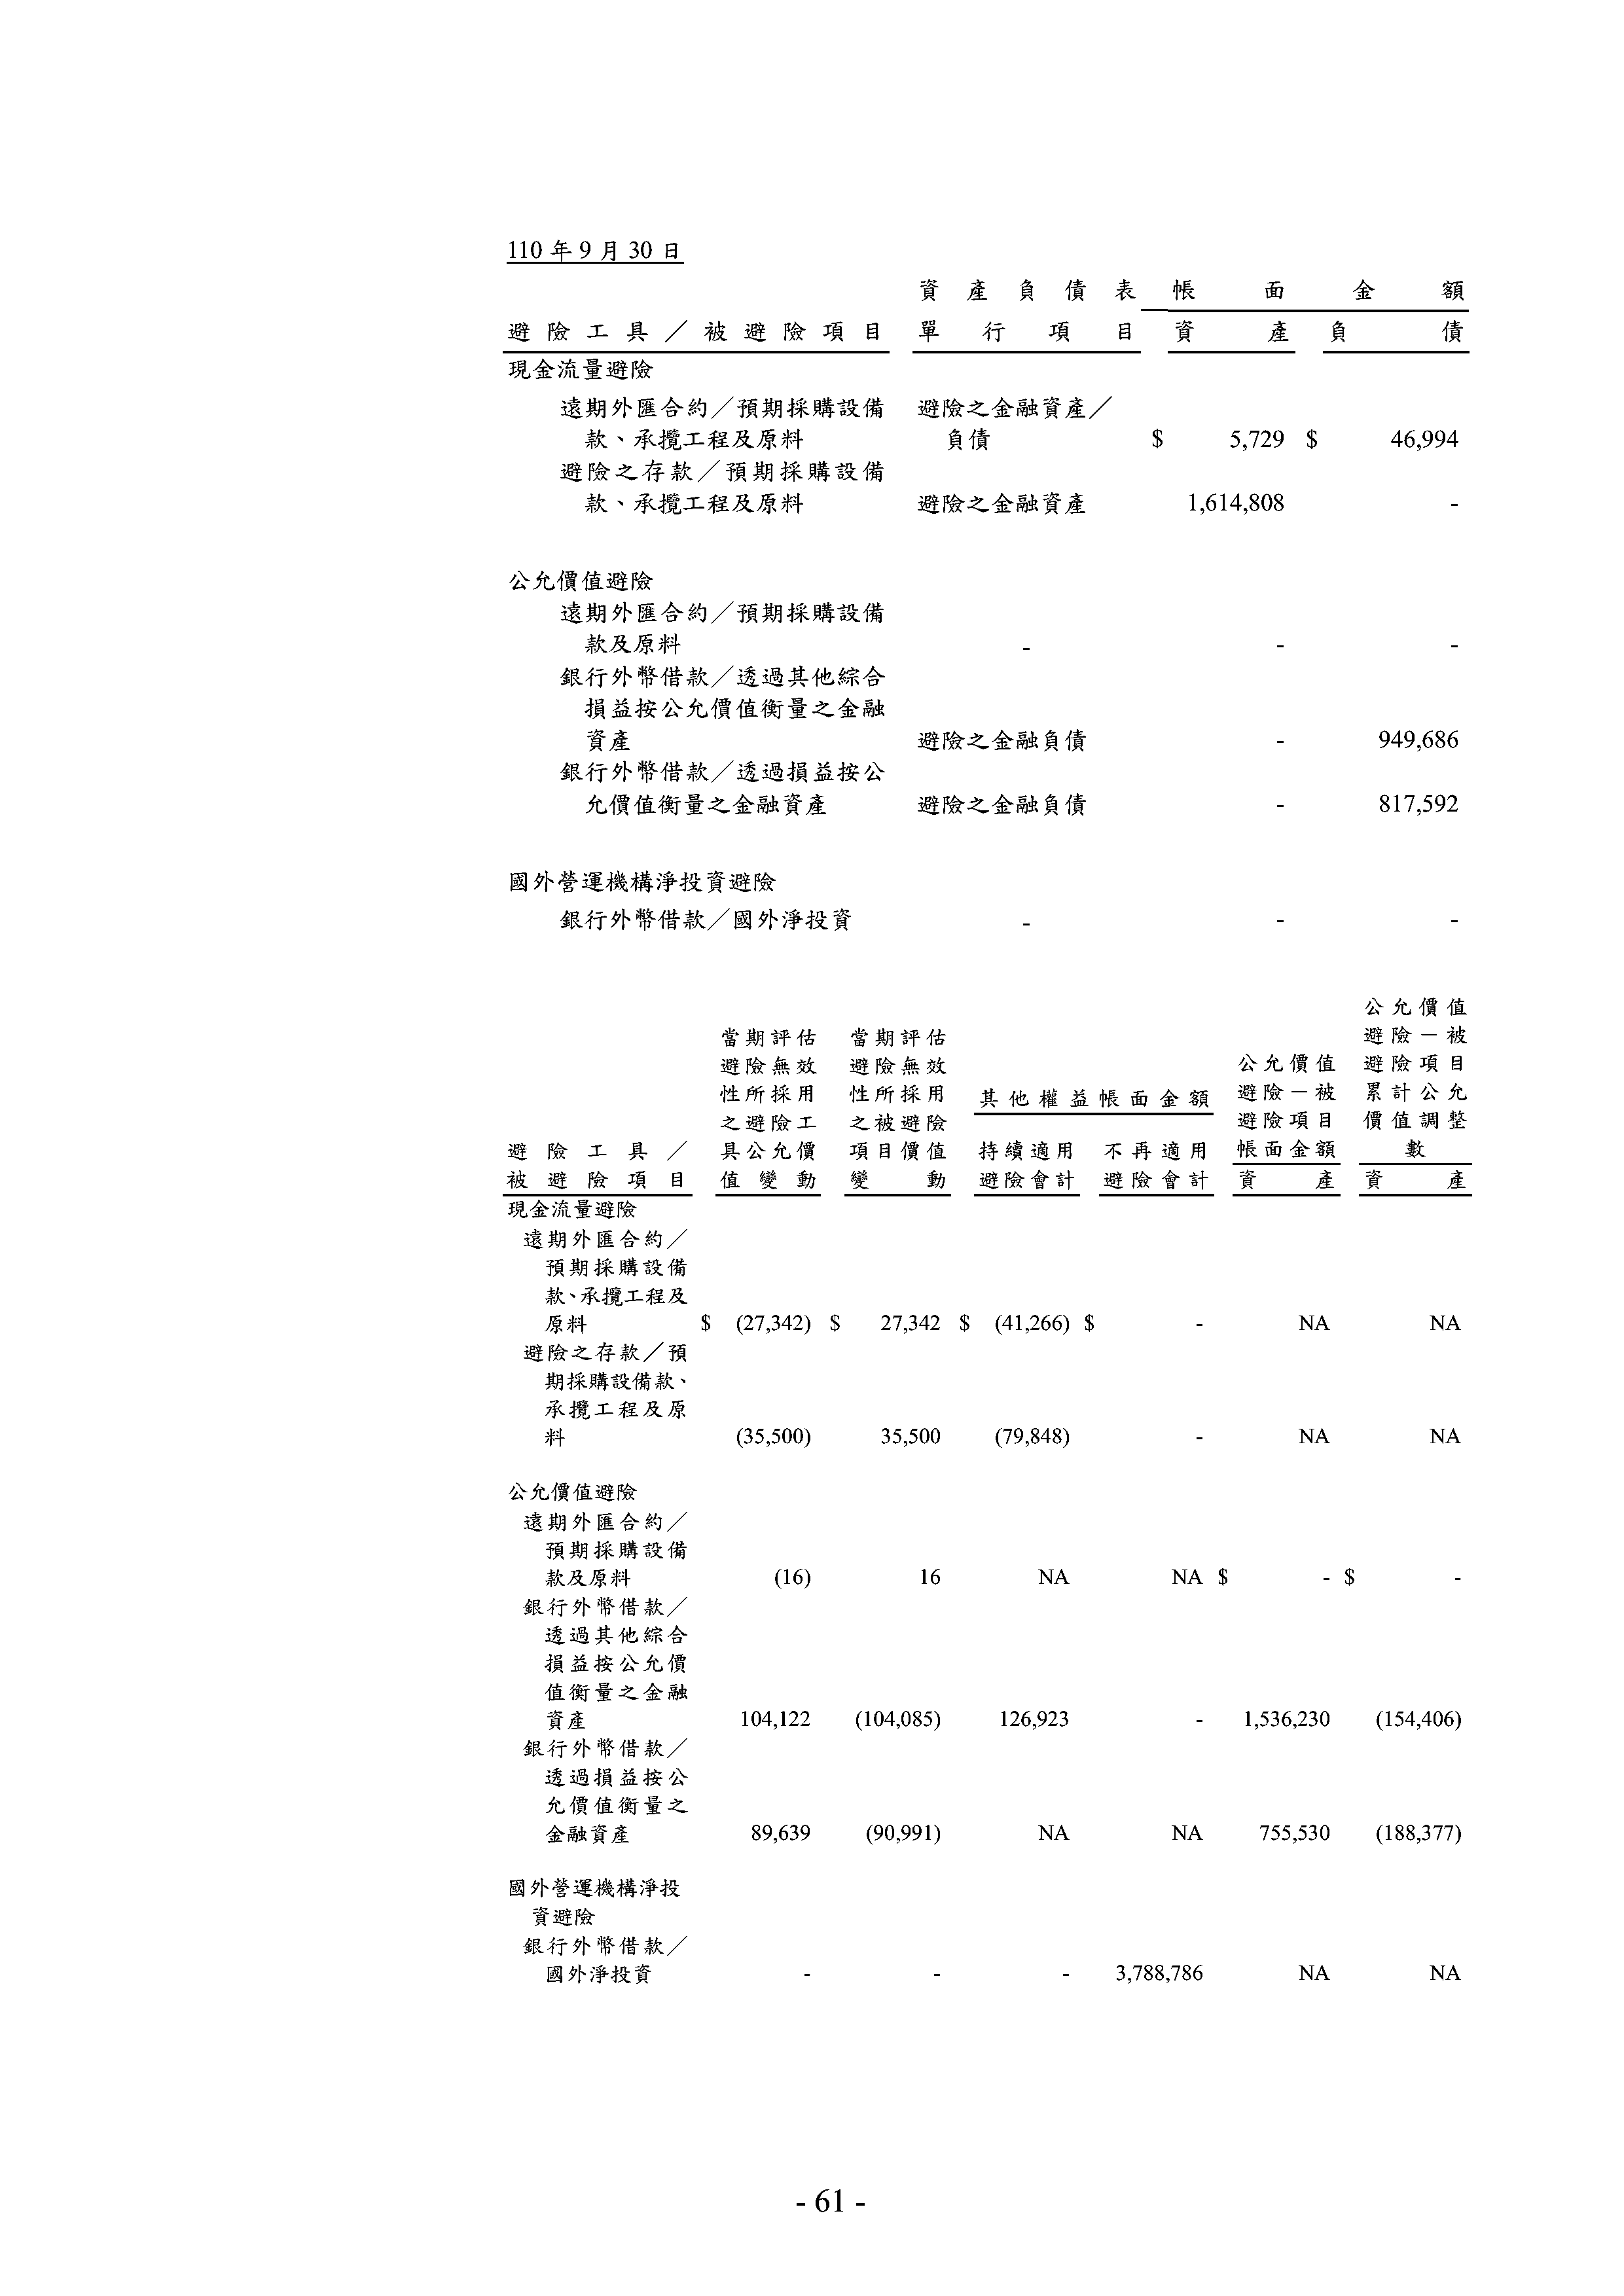 110 年 9 月 30 日
資產負債表 帳面金額
避險工具／被避險項目 單行項目 資產 負債
現金流量避險
遠期外匯合約／預期採購設備 避險之金融資產／
款、承攬工程及原料 負債 $ 5,729 $ 46,994
避險之存款／預期採購設備
款、承攬工程及原料 避險之金融資產 1,614,808 -
公允價值避險
遠期外匯合約／預期採購設備
款及原料 - - -
銀行外幣借款／透過其他綜合
損益按公允價值衡量之金融
資產 避險之金融負債 - 949,686
銀行外幣借款／透過損益按公
允價值衡量之金融資產 避險之金融負債 - 817,592
國外營運機構淨投資避險
銀行外幣借款／國外淨投資 - - -
公允價值
當期評估 當期評估 避險－被
避險無效 避險無效 公允價值 避險項目
性所採用 性所採用 其他權益帳面金額 避險－被 累計公允
之避險工 之被避險 避險項目 價值調整
避險工具／ 具公允價 項目價值 持續適用 不再適用 帳面金額 數
被避險項目 值變動 變動 避險會計 避險會計 資產 資產
現金流量避險
遠期外匯合約／
預期採購設備
款、承攬工程及
原料 $ (27,342) $ 27,342 $ (41,266) $ - NA NA
避險之存款／預
期採購設備款、
承攬工程及原
料 (35,500) 35,500 (79,848) - NA NA
公允價值避險
遠期外匯合約／
預期採購設備
款及原料 (16) 16 NA NA $ - $ -
銀行外幣借款／
透過其他綜合
損益按公允價
值衡量之金融
資產 104,122 (104,085) 126,923 - 1,536,230 (154,406)
銀行外幣借款／
透過損益按公
允價值衡量之
金融資產 89,639 (90,991) NA NA 755,530 (188,377)
國外營運機構淨投
資避險
銀行外幣借款／
國外淨投資 - - - 3,788,786 NA NA
- 61 -